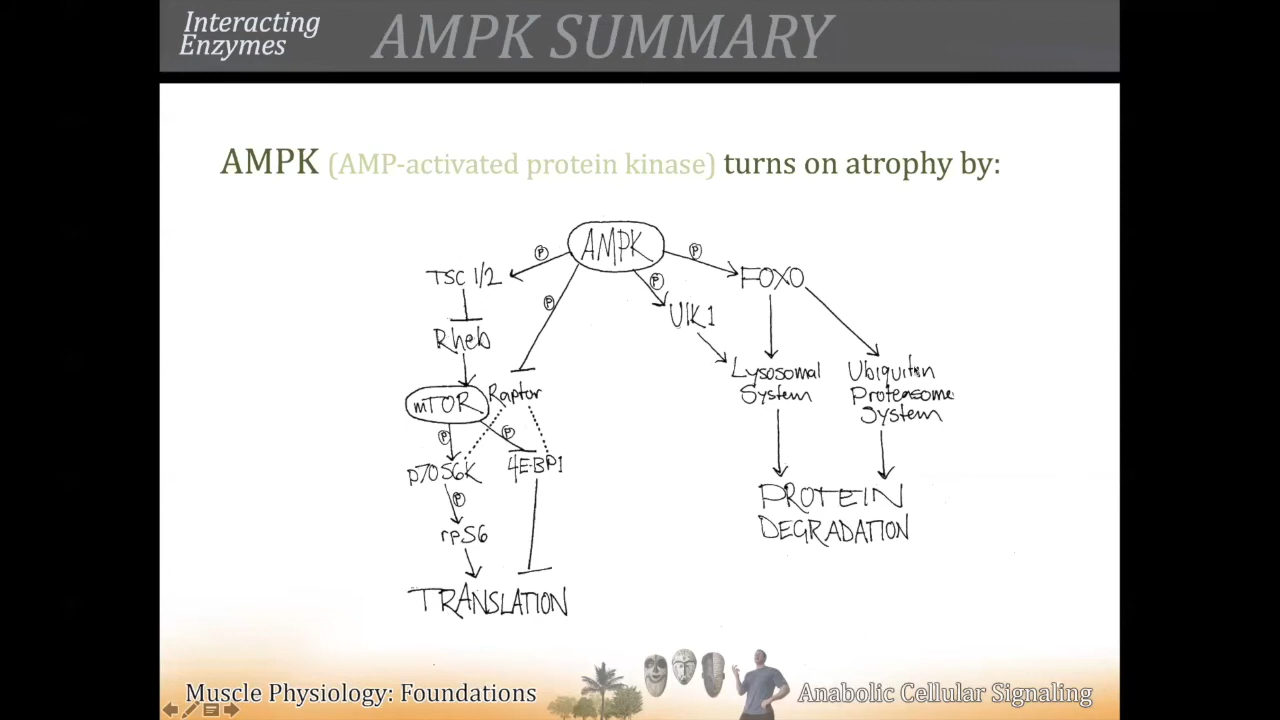 Interacting
Enzymes
AMPK SUMMARY
AMPK (AMP-activated protein kinase) turns on atrophy by:
AMPK
P
P
P
P
TSC 1/2
FOXO
Ulk1
Rheb
Lysosomal
System
Ubiquitin
Proteasome
System
mTOR
Raptor
P
P
p70S6K
4E-BP1
P
rpS6
PROTEIN
DEGRADATION
TRANSLATION
Muscle Physiology: Foundations
Anabolic Cellular Signaling